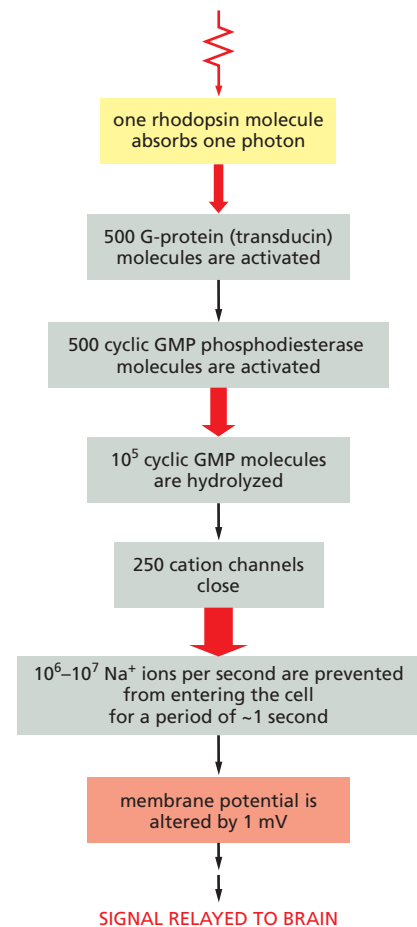 one rhodopsin molecule
absorbs one photon
500 G-protein (transducin)
molecules are activated
500 cyclic GMP phosphodiesterase
molecules are activated
10⁵ cyclic GMP molecules
are hydrolyzed
250 cation channels
close
10⁶–10⁷ Na⁺ ions per second are prevented
from entering the cell
for a period of ~1 second
membrane potential is
altered by 1 mV
SIGNAL RELAYED TO BRAIN